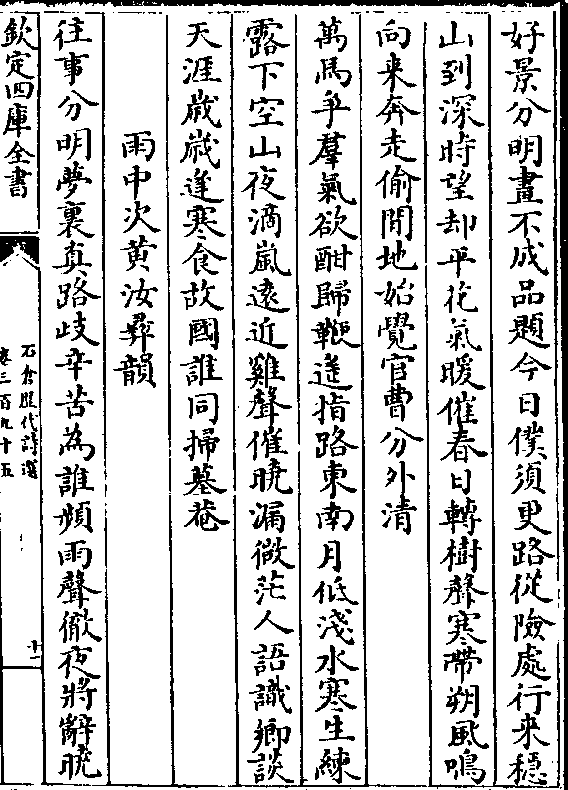 好景分明畫不成品題今日僕須更路從險處行来穏
山到深時望却平花氣暖催春日轉樹聲寒帶朔風鳴
向来奔走偷閒地始覺官曹分外清
萬馬爭羣氣欲酣歸鞭遥指路東南月低淺水寒生練
露下空山夜滴嵐遠近雞聲催曉漏微茫人語識鄉談
天涯歳歳逢寒食故國誰同掃墓菴
雨中次黄汝彛韻
往事分明夢裏真路歧辛苦為誰頻雨聲徹夜將辭曉
欽定四庫全書
石倉歷代詩選
卷三百九十五
十一